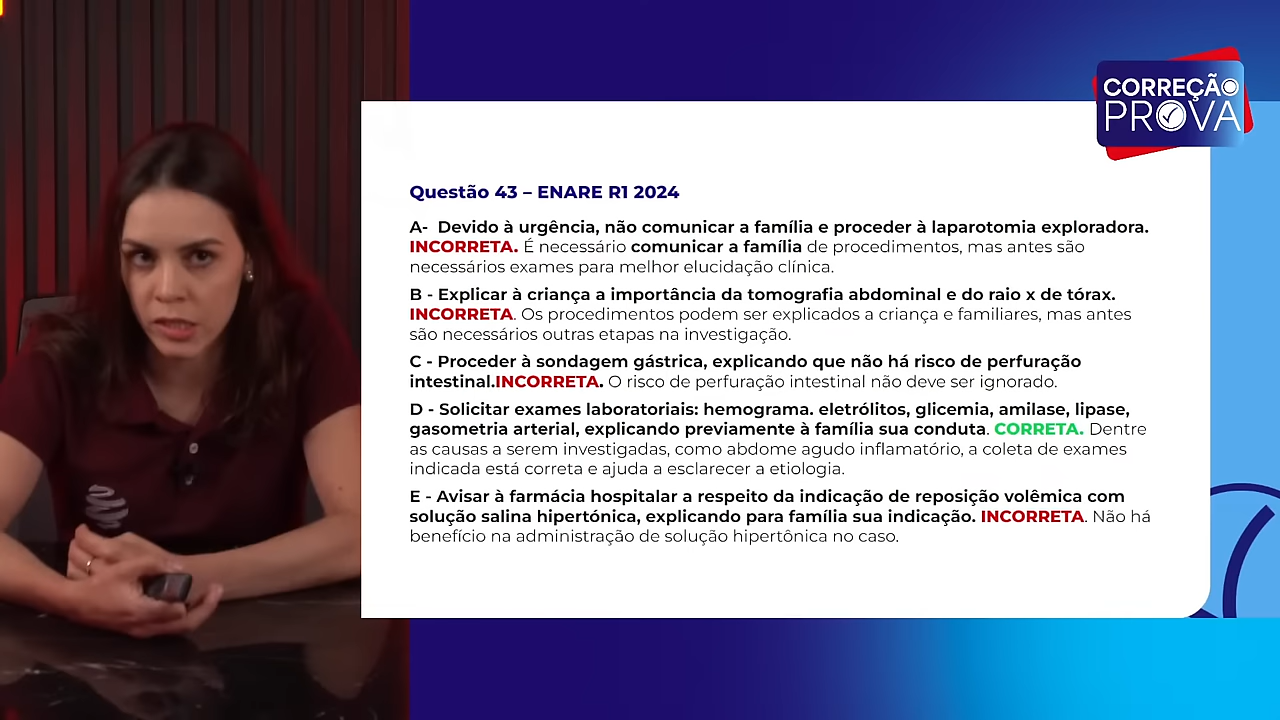 CORREÇÃO
PROVA
Questão 43 – ENARE R1 2024
A- Devido à urgência, não comunicar a família e proceder à laparotomia exploradora.
INCORRETA. É necessário comunicar a família de procedimentos, mas antes são
necessários exames para melhor elucidação clínica.
B - Explicar à criança a importância da tomografia abdominal e do raio x de tórax.
INCORRETA. Os procedimentos podem ser explicados a criança e familiares, mas antes
são necessários outras etapas na investigação.
C - Proceder à sondagem gástrica, explicando que não há risco de perfuração
intestinal.INCORRETA. O risco de perfuração intestinal não deve ser ignorado.
D - Solicitar exames laboratoriais: hemograma. eletrólitos, glicemia, amilase, lipase,
gasometria arterial, explicando previamente à família sua conduta. CORRETA. Dentre
as causas a serem investigadas, como abdome agudo inflamatório, a coleta de exames
indicada está correta e ajuda a esclarecer a etiologia.
E - Avisar à farmácia hospitalar a respeito da indicação de reposição volêmica com
solução salina hipertónica, explicando para família sua indicação. INCORRETA. Não há
benefício na administração de solução hipertônica no caso.